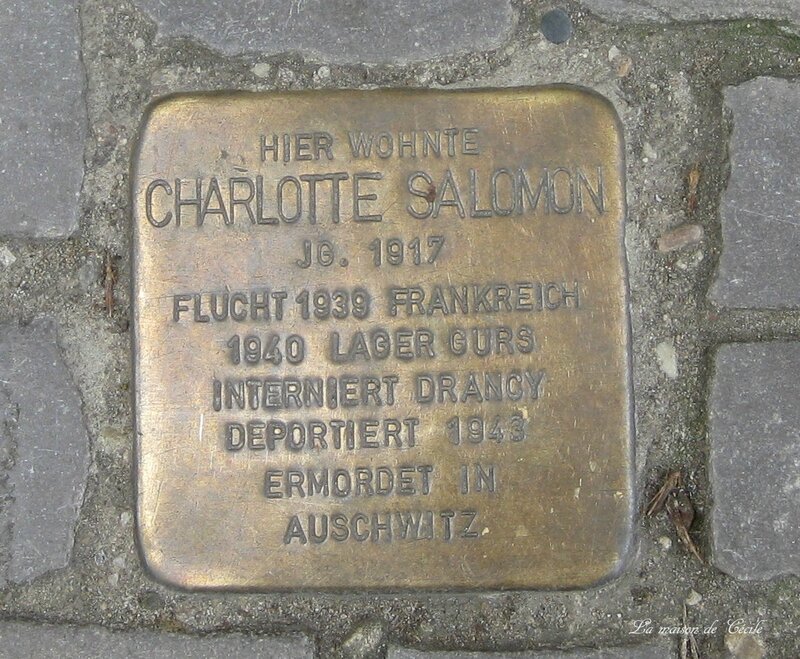 HIER WOHNTE
CHARLOTTE SALOMON
JG. 1917
FLUCHT 1939 FRANKREICH
1940 LAGER GURS
INTERNIERT DRANCY
DEPORTIERT 1943
ERMORDET IN
AUSCHWITZ
La maison de Cécile